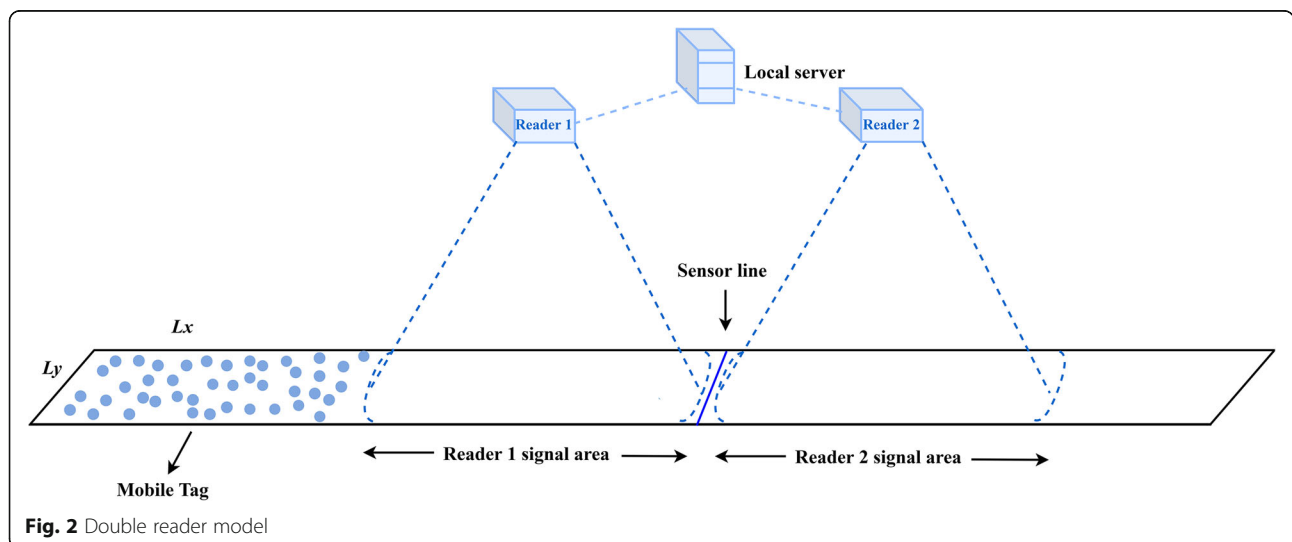 Local server
Reader 1
Reader 2
Sensor line
Lx
Ly
Reader 1 signal area
Reader 2 signal area
Mobile Tag
Fig. 2 Double reader model